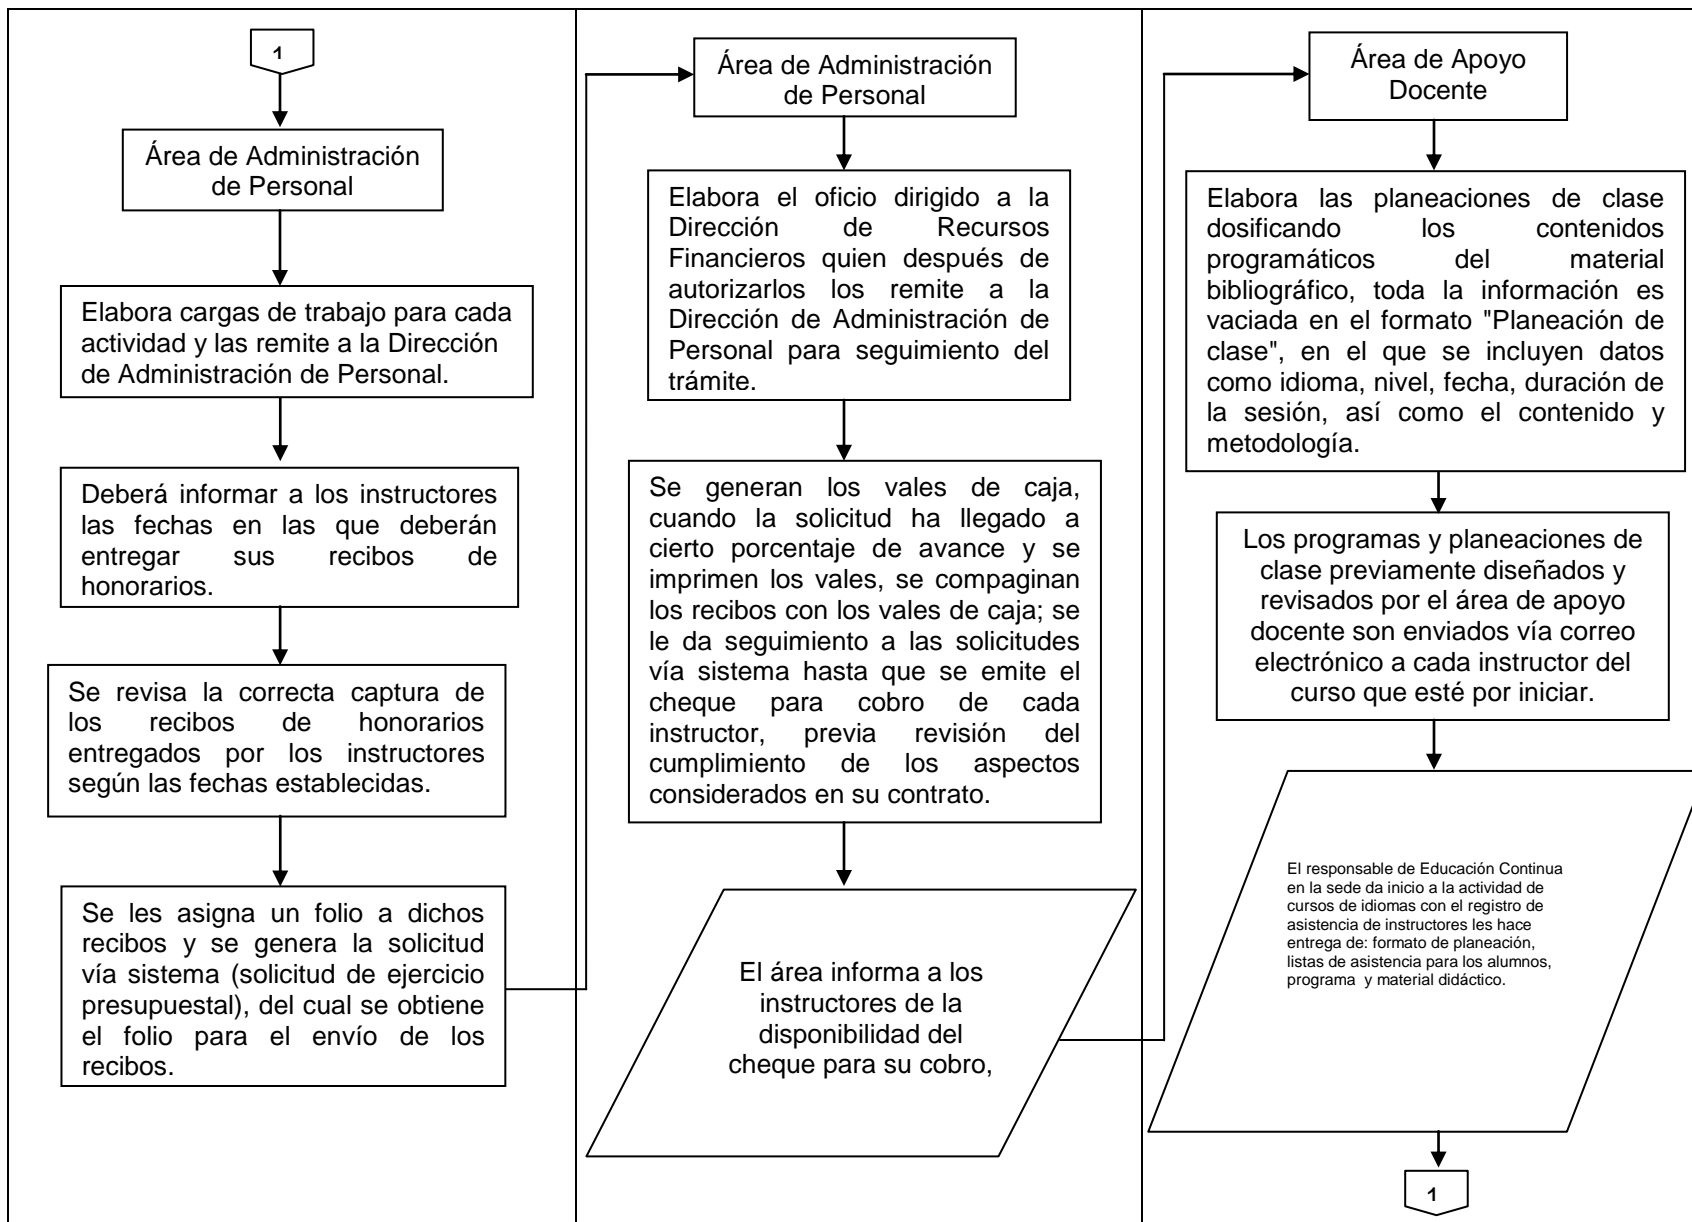 1
Área de Administración
de Personal
Elabora cargas de trabajo para cada
actividad y las remite a la Dirección
de Administración de Personal.
Deberá informar a los instructores
las fechas en las que deberán
entregar sus recibos de
honorarios.
Se revisa la correcta captura de
los recibos de honorarios
entregados por los instructores
según las fechas establecidas.
Se les asigna un folio a dichos
recibos y se genera la solicitud
vía sistema (solicitud de ejercicio
presupuestal), del cual se obtiene
el folio para el envío de los
recibos.
Área de Administración
de Personal
Elabora el oficio dirigido a la
Dirección de Recursos
Financieros quien después de
autorizarlos los remite a la
Dirección de Administración de
Personal para seguimiento del
trámite.
Se generan los vales de caja,
cuando la solicitud ha llegado a
cierto porcentaje de avance y se
imprimen los vales, se compaginan
los recibos con los vales de caja; se
le da seguimiento a las solicitudes
vía sistema hasta que se emite el
cheque para cobro de cada
instructor, previa revisión del
cumplimiento de los aspectos
considerados en su contrato.
El área informa a los
instructores de la
disponibilidad del
cheque para su cobro,
Área de Apoyo
Docente
Elabora las planeaciones de clase
dosificando los contenidos
programáticos del material
bibliográfico, toda la información es
vaciada en el formato "Planeación de
clase", en el que se incluyen datos
como idioma, nivel, fecha, duración de
la sesión, así como el contenido y
metodología.
Los programas y planeaciones de
clase previamente diseñados y
revisados por el área de apoyo
docente son enviados vía correo
electrónico a cada instructor del
curso que esté por iniciar.
El responsable de Educación Continua
en la sede da inicio a la actividad de
cursos de idiomas con el registro de
asistencia de instructores les hace
entrega de: formato de planeación,
listas de asistencia para los alumnos,
programa y material didáctico.
1